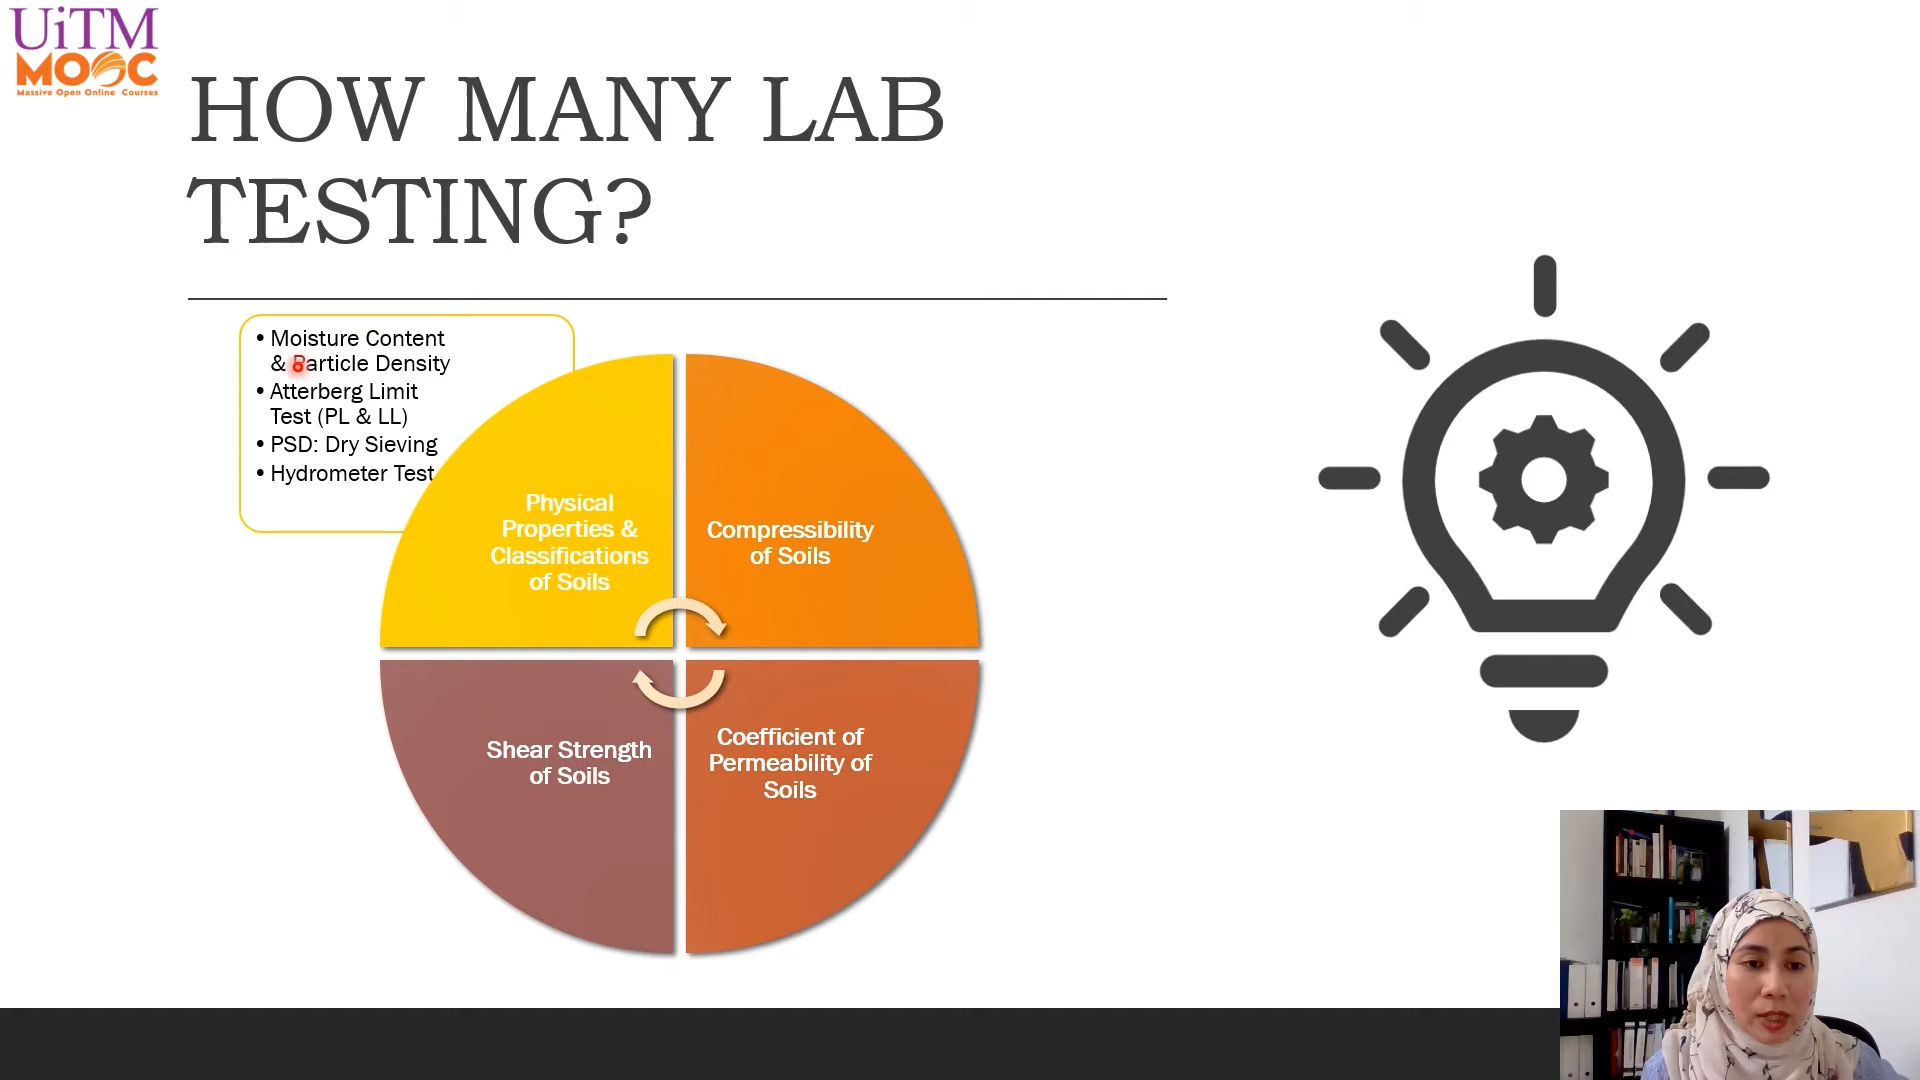 UiTM
MOOC
Massive Open Online Courses
HOW MANY LAB
TESTING?
• Moisture Content
& Particle Density
• Atterberg Limit
Test (PL & LL)
• PSD: Dry Sieving
• Hydrometer Test
Physical
Properties &
Classifications
of Soils
Compressibility
of Soils
Shear Strength
of Soils
Coefficient of
Permeability of
Soils